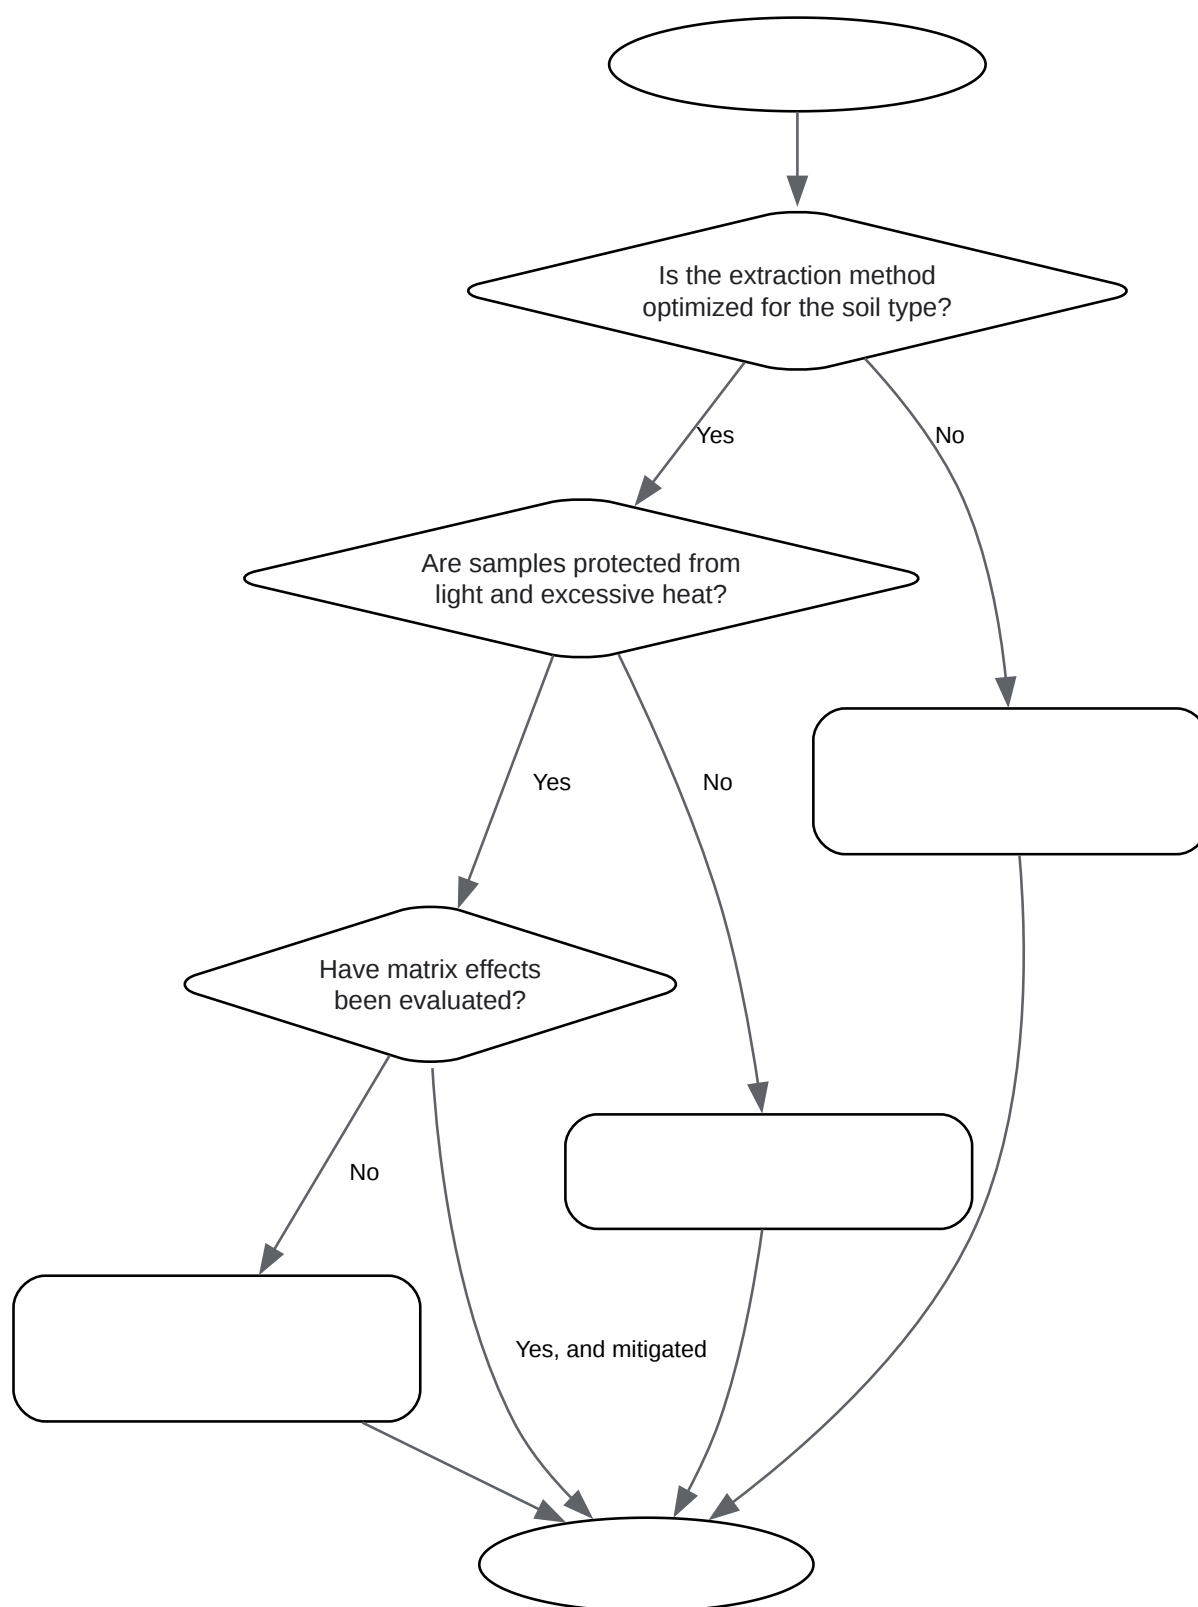 Is the extraction method
optimized for the soil type?
Yes
No
Are samples protected from
light and excessive heat?
Yes
No
Have matrix effects
been evaluated?
No
Yes, and mitigated